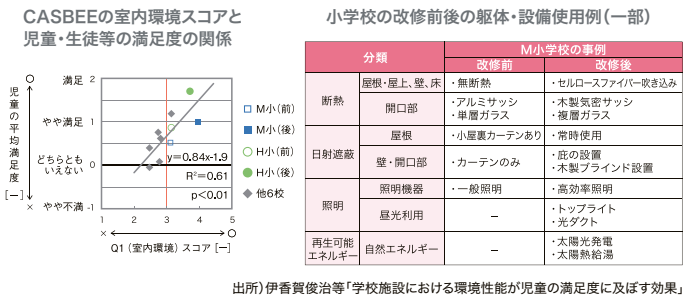 CASBEEの室内環境スコアと
児童・生徒等の満足度の関係
児童の平均満足度[—]
○
×
満足 2
やや満足 1
どちらとも
いえない 0
やや不満 -1
y=0.84x-1.9
R²=0.61
p<0.01
1 2 3 4 5
× Q1（室内環境）スコア［—］ ○
M小（前）
M小（後）
H小（前）
H小（後）
他6校
小学校の改修前後の躯体・設備使用例（一部）
分類 M小学校の事例
改修前 改修後
断熱 屋根・屋上、壁、床 ・無断熱 ・セルロースファイバー吹き込み
開口部 ・アルミサッシ ・木製気密サッシ
・単層ガラス ・複層ガラス
日射遮蔽 屋根 ・小屋裏カーテンあり ・常時使用
壁・開口部 ・カーテンのみ ・庇の設置
・木製ブラインド設置
照明 照明機器 ・一般照明 ・高効率照明
昼光利用 − ・トップライト
・光ダクト
再生可能
エネルギー 自然エネルギー − ・太陽光発電
・太陽熱給湯
出所）伊香賀俊治等「学校施設における環境性能が児童の満足度に及ぼす効果」